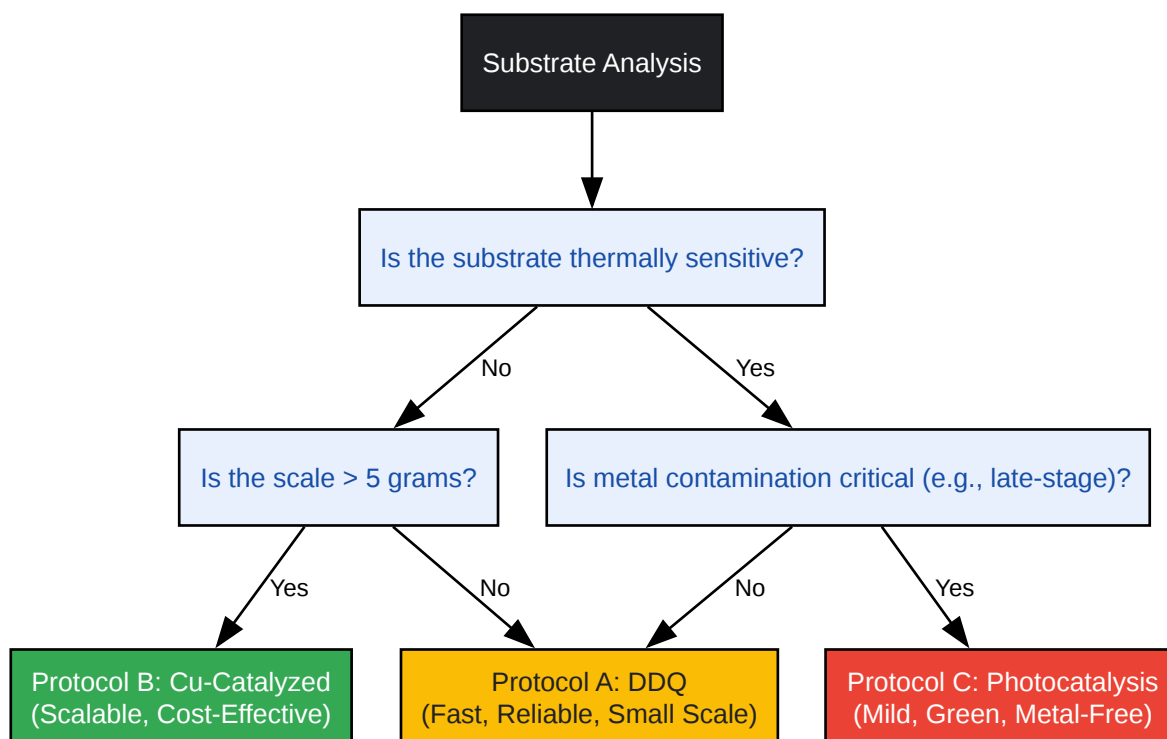 Substrate Analysis
Is the substrate thermally sensitive?
No
Yes
Is the scale > 5 grams?
Is metal contamination critical (e.g., late-stage)?
Yes
No
No
Yes
Protocol B: Cu-Catalyzed
(Scalable, Cost-Effective)
Protocol A: DDQ
(Fast, Reliable, Small Scale)
Protocol C: Photocatalysis
(Mild, Green, Metal-Free)